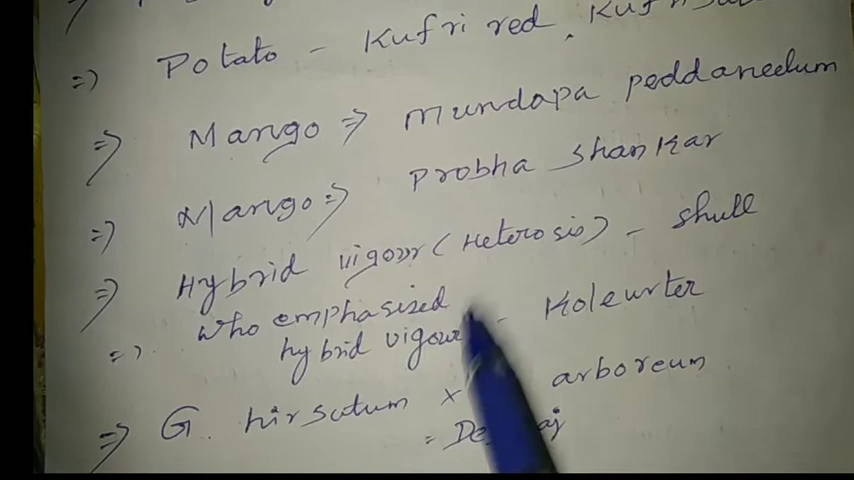 => Potato - Kufri red, Kufri
=> Mango => Mundapa peddaneelum
=> Mango => Probha shankar
=> Hybrid vigour (Heterosis) - shull
=> who emphasized
hybrid vigour - Koleurter
=> G. hirsutum x arboreum
=